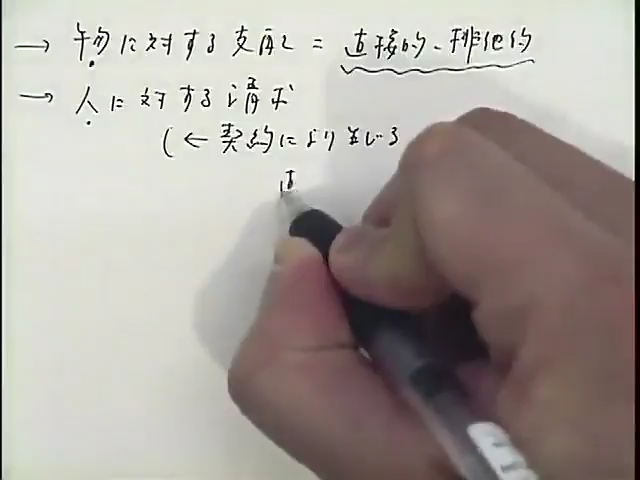 → 物に対する支配 = 直接的、排他的
→ 人に対する請求
(← 契約により生じる
直